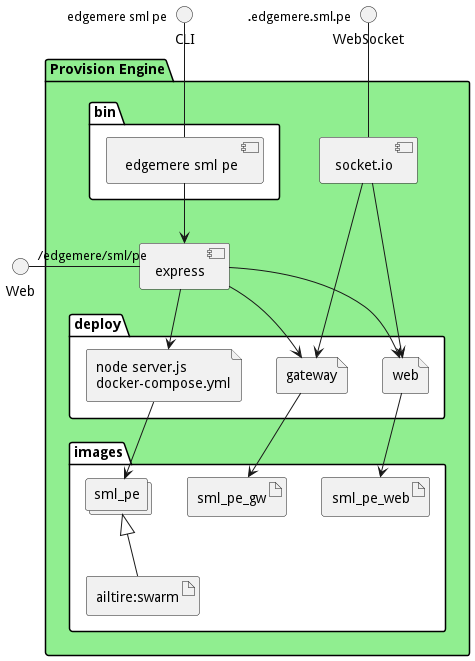 edgemere sml pe
.edgemere.sml.pe
CLI
WebSocket
Provision Engine
bin
edgemere sml pe
socket.io
/edgemere/sml/pe
express
Web
deploy
node server.js
docker-compose.yml
gateway
web
images
sml_pe
sml_pe_gw
sml_pe_web
ailtire:swarm